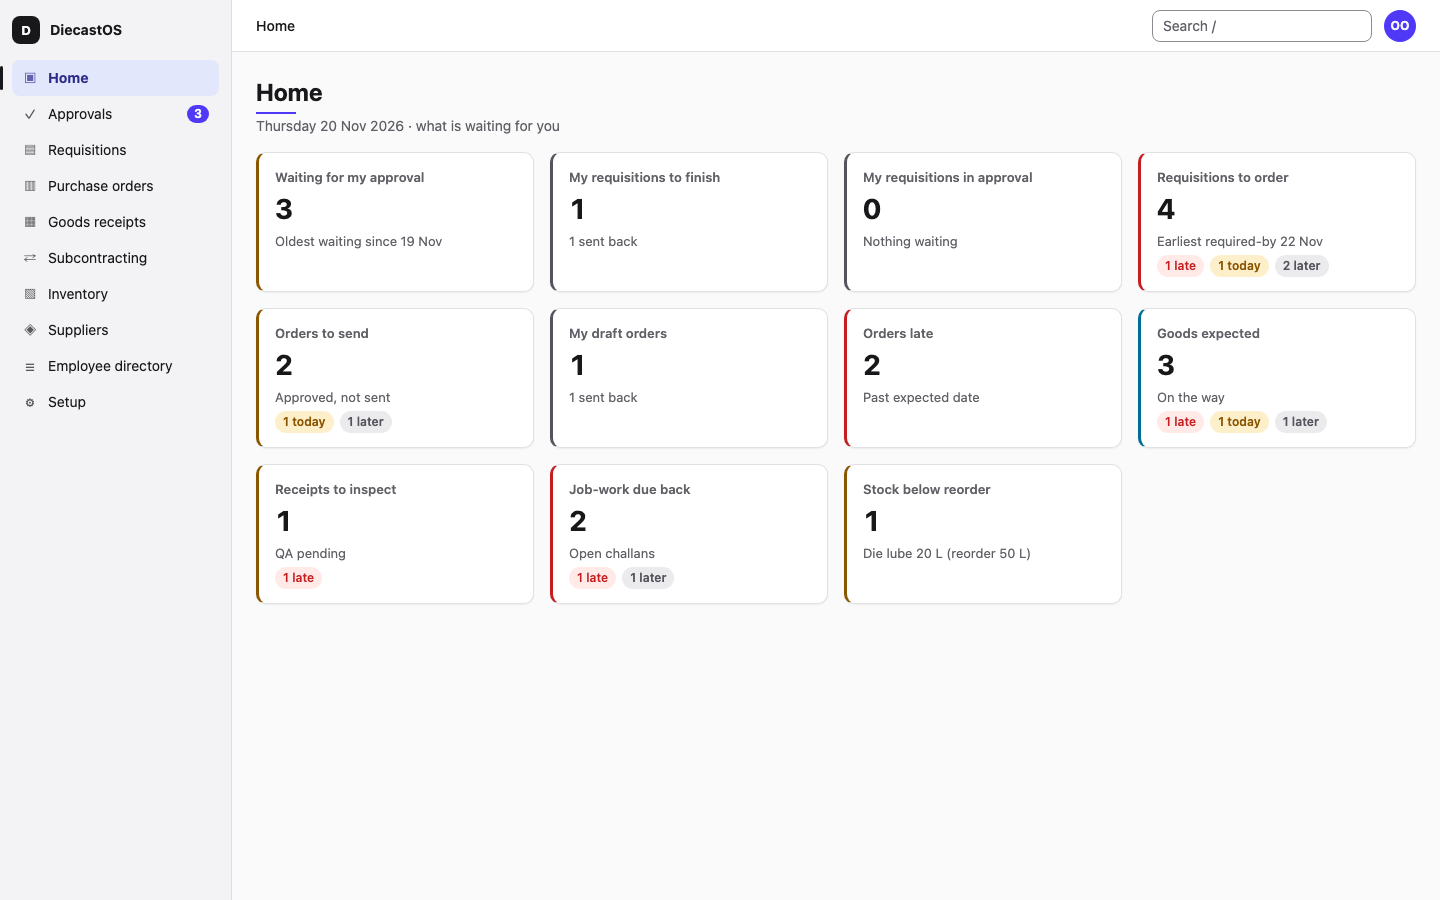 D DiecastOS
Home
Approvals 3
Requisitions
Purchase orders
Goods receipts
Subcontracting
Inventory
Suppliers
Employee directory
Setup
Home
Search /
OO
Home
Thursday 20 Nov 2026 · what is waiting for you
Waiting for my approval
3
Oldest waiting since 19 Nov
My requisitions to finish
1
1 sent back
My requisitions in approval
0
Nothing waiting
Requisitions to order
4
Earliest required-by 22 Nov
1 late 1 today 2 later
Orders to send
2
Approved, not sent
1 today 1 later
My draft orders
1
1 sent back
Orders late
2
Past expected date
Goods expected
3
On the way
1 late 1 today 1 later
Receipts to inspect
1
QA pending
1 late
Job-work due back
2
Open challans
1 late 1 later
Stock below reorder
1
Die lube 20 L (reorder 50 L)